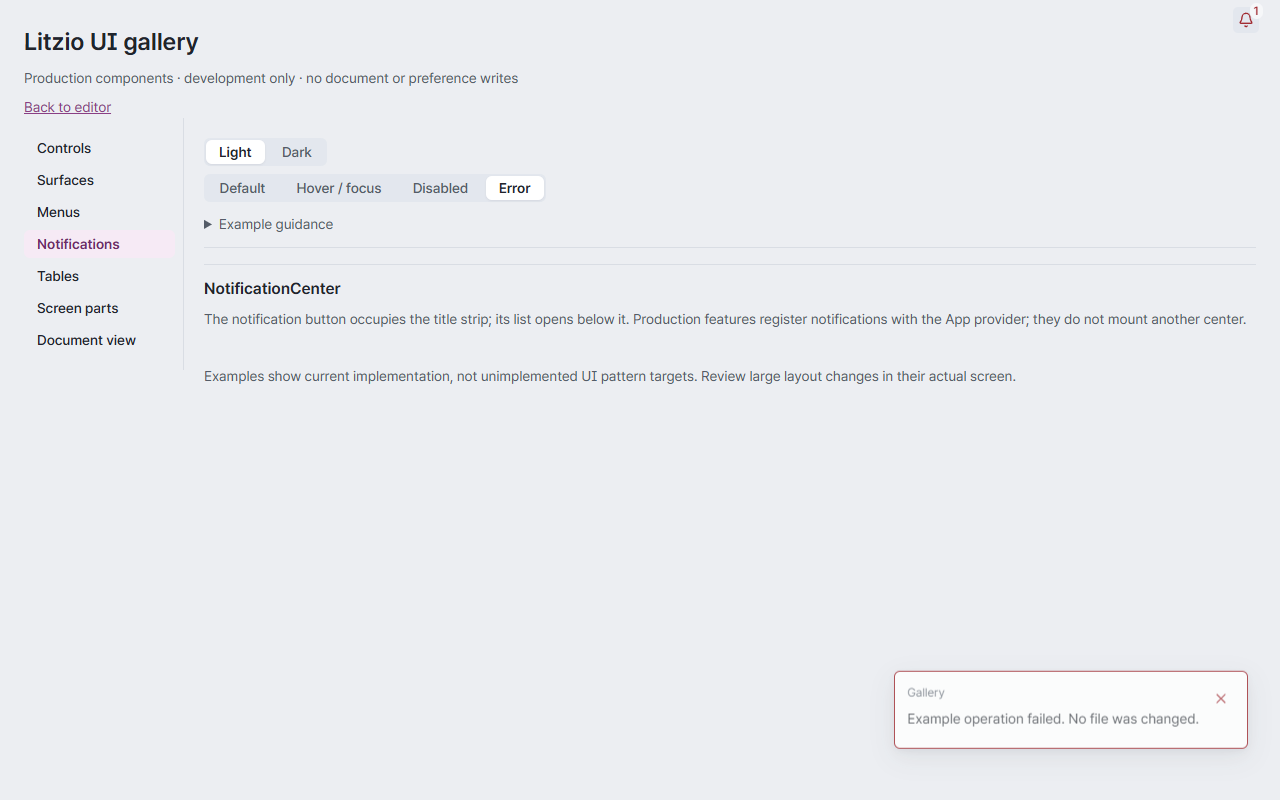 Litzio UI gallery
1
Production components · development only · no document or preference writes
Back to editor
Controls
Surfaces
Menus
Notifications
Tables
Screen parts
Document view
Light Dark
Default Hover / focus Disabled Error
Example guidance
NotificationCenter
The notification button occupies the title strip; its list opens below it. Production features register notifications with the App provider; they do not mount another center.
Examples show current implementation, not unimplemented UI pattern targets. Review large layout changes in their actual screen.
Gallery
Example operation failed. No file was changed.